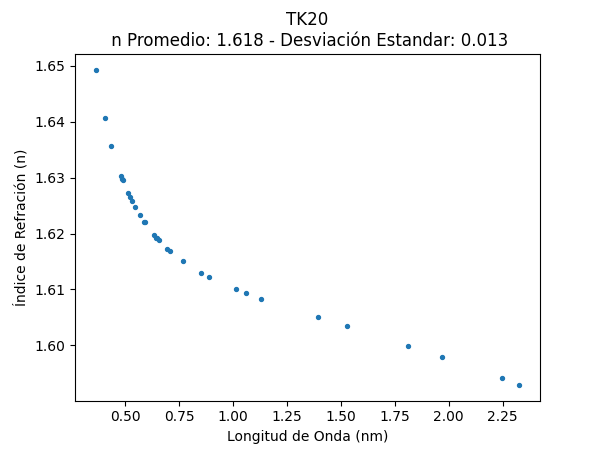 TK20
n Promedio: 1.618 - Desviación Estandar: 0.013
1.65
1.64
1.63
1.62
1.61
1.60
Índice de Refración (n)
0.50 0.75 1.00 1.25 1.50 1.75 2.00 2.25
Longitud de Onda (nm)